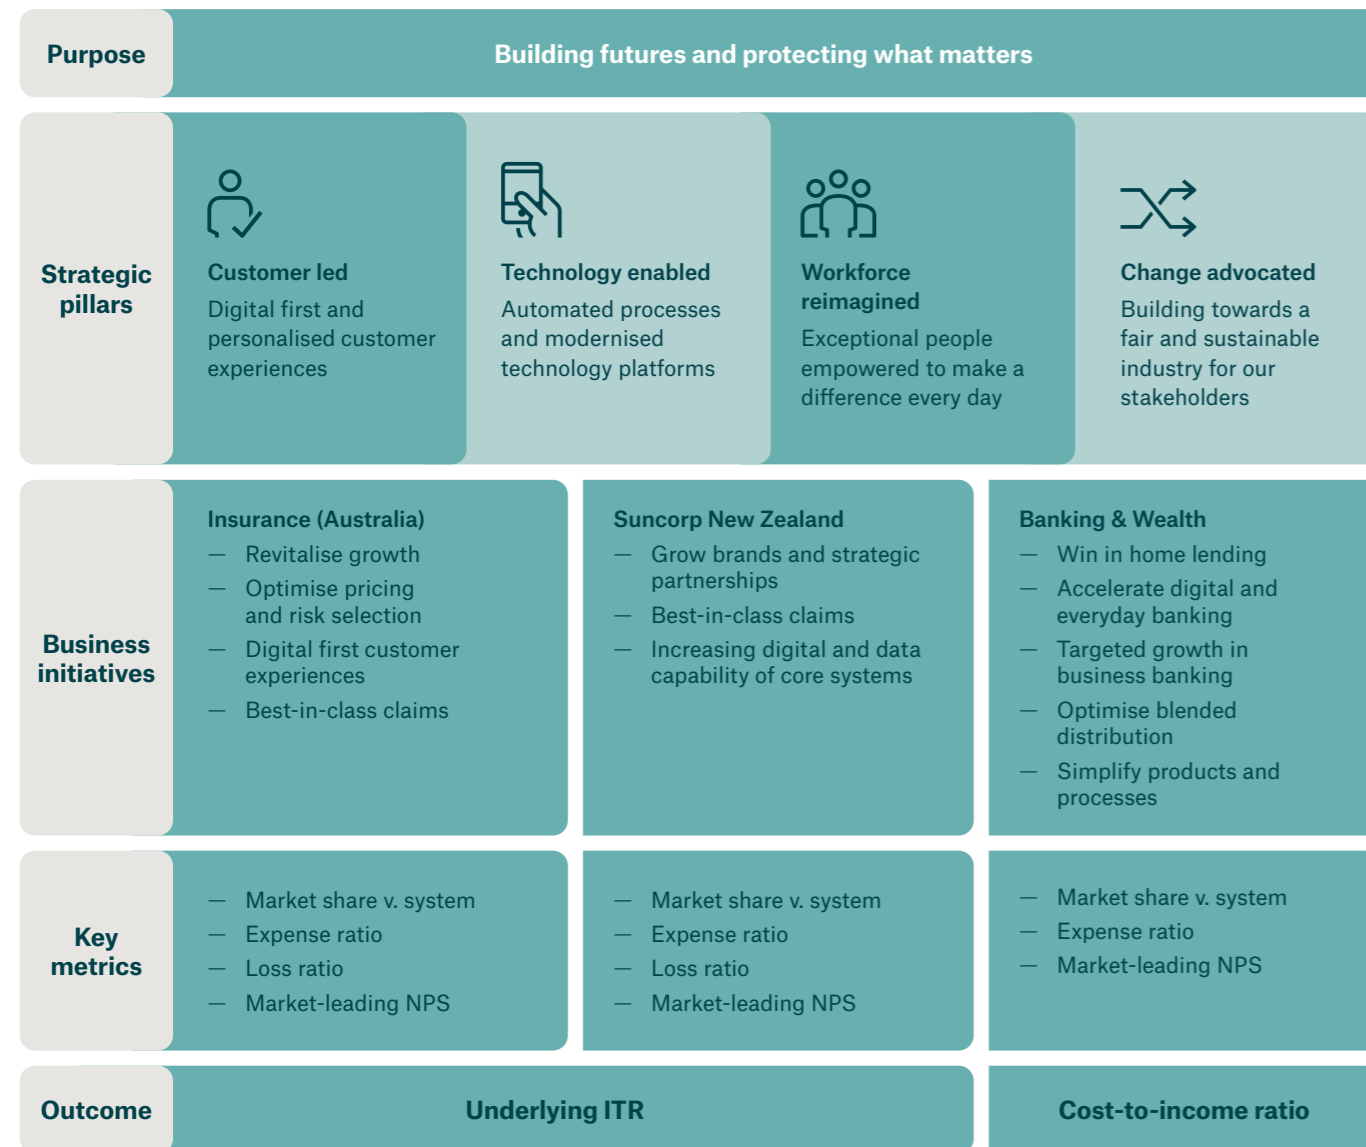 Purpose
Building futures and protecting what matters
Strategic
pillars
Customer led
Digital first and
personalised customer
experiences
Technology enabled
Automated processes
and modernised
technology platforms
Workforce
reimagined
Exceptional people
empowered to make a
difference every day
Change advocated
Building towards a
fair and sustainable
industry for our
stakeholders
Business
initiatives
Insurance (Australia)
— Revitalise growth
— Optimise pricing
and risk selection
— Digital first customer
experiences
— Best-in-class claims
Suncorp New Zealand
— Grow brands and strategic
partnerships
— Best-in-class claims
— Increasing digital and data
capability of core systems
Banking & Wealth
— Win in home lending
— Accelerate digital and
everyday banking
— Targeted growth in
business banking
— Optimise blended
distribution
— Simplify products and
processes
Key
metrics
— Market share v. system
— Expense ratio
— Loss ratio
— Market-leading NPS
— Market share v. system
— Expense ratio
— Loss ratio
— Market-leading NPS
— Market share v. system
— Expense ratio
— Market-leading NPS
Outcome
Underlying ITR
Cost-to-income ratio